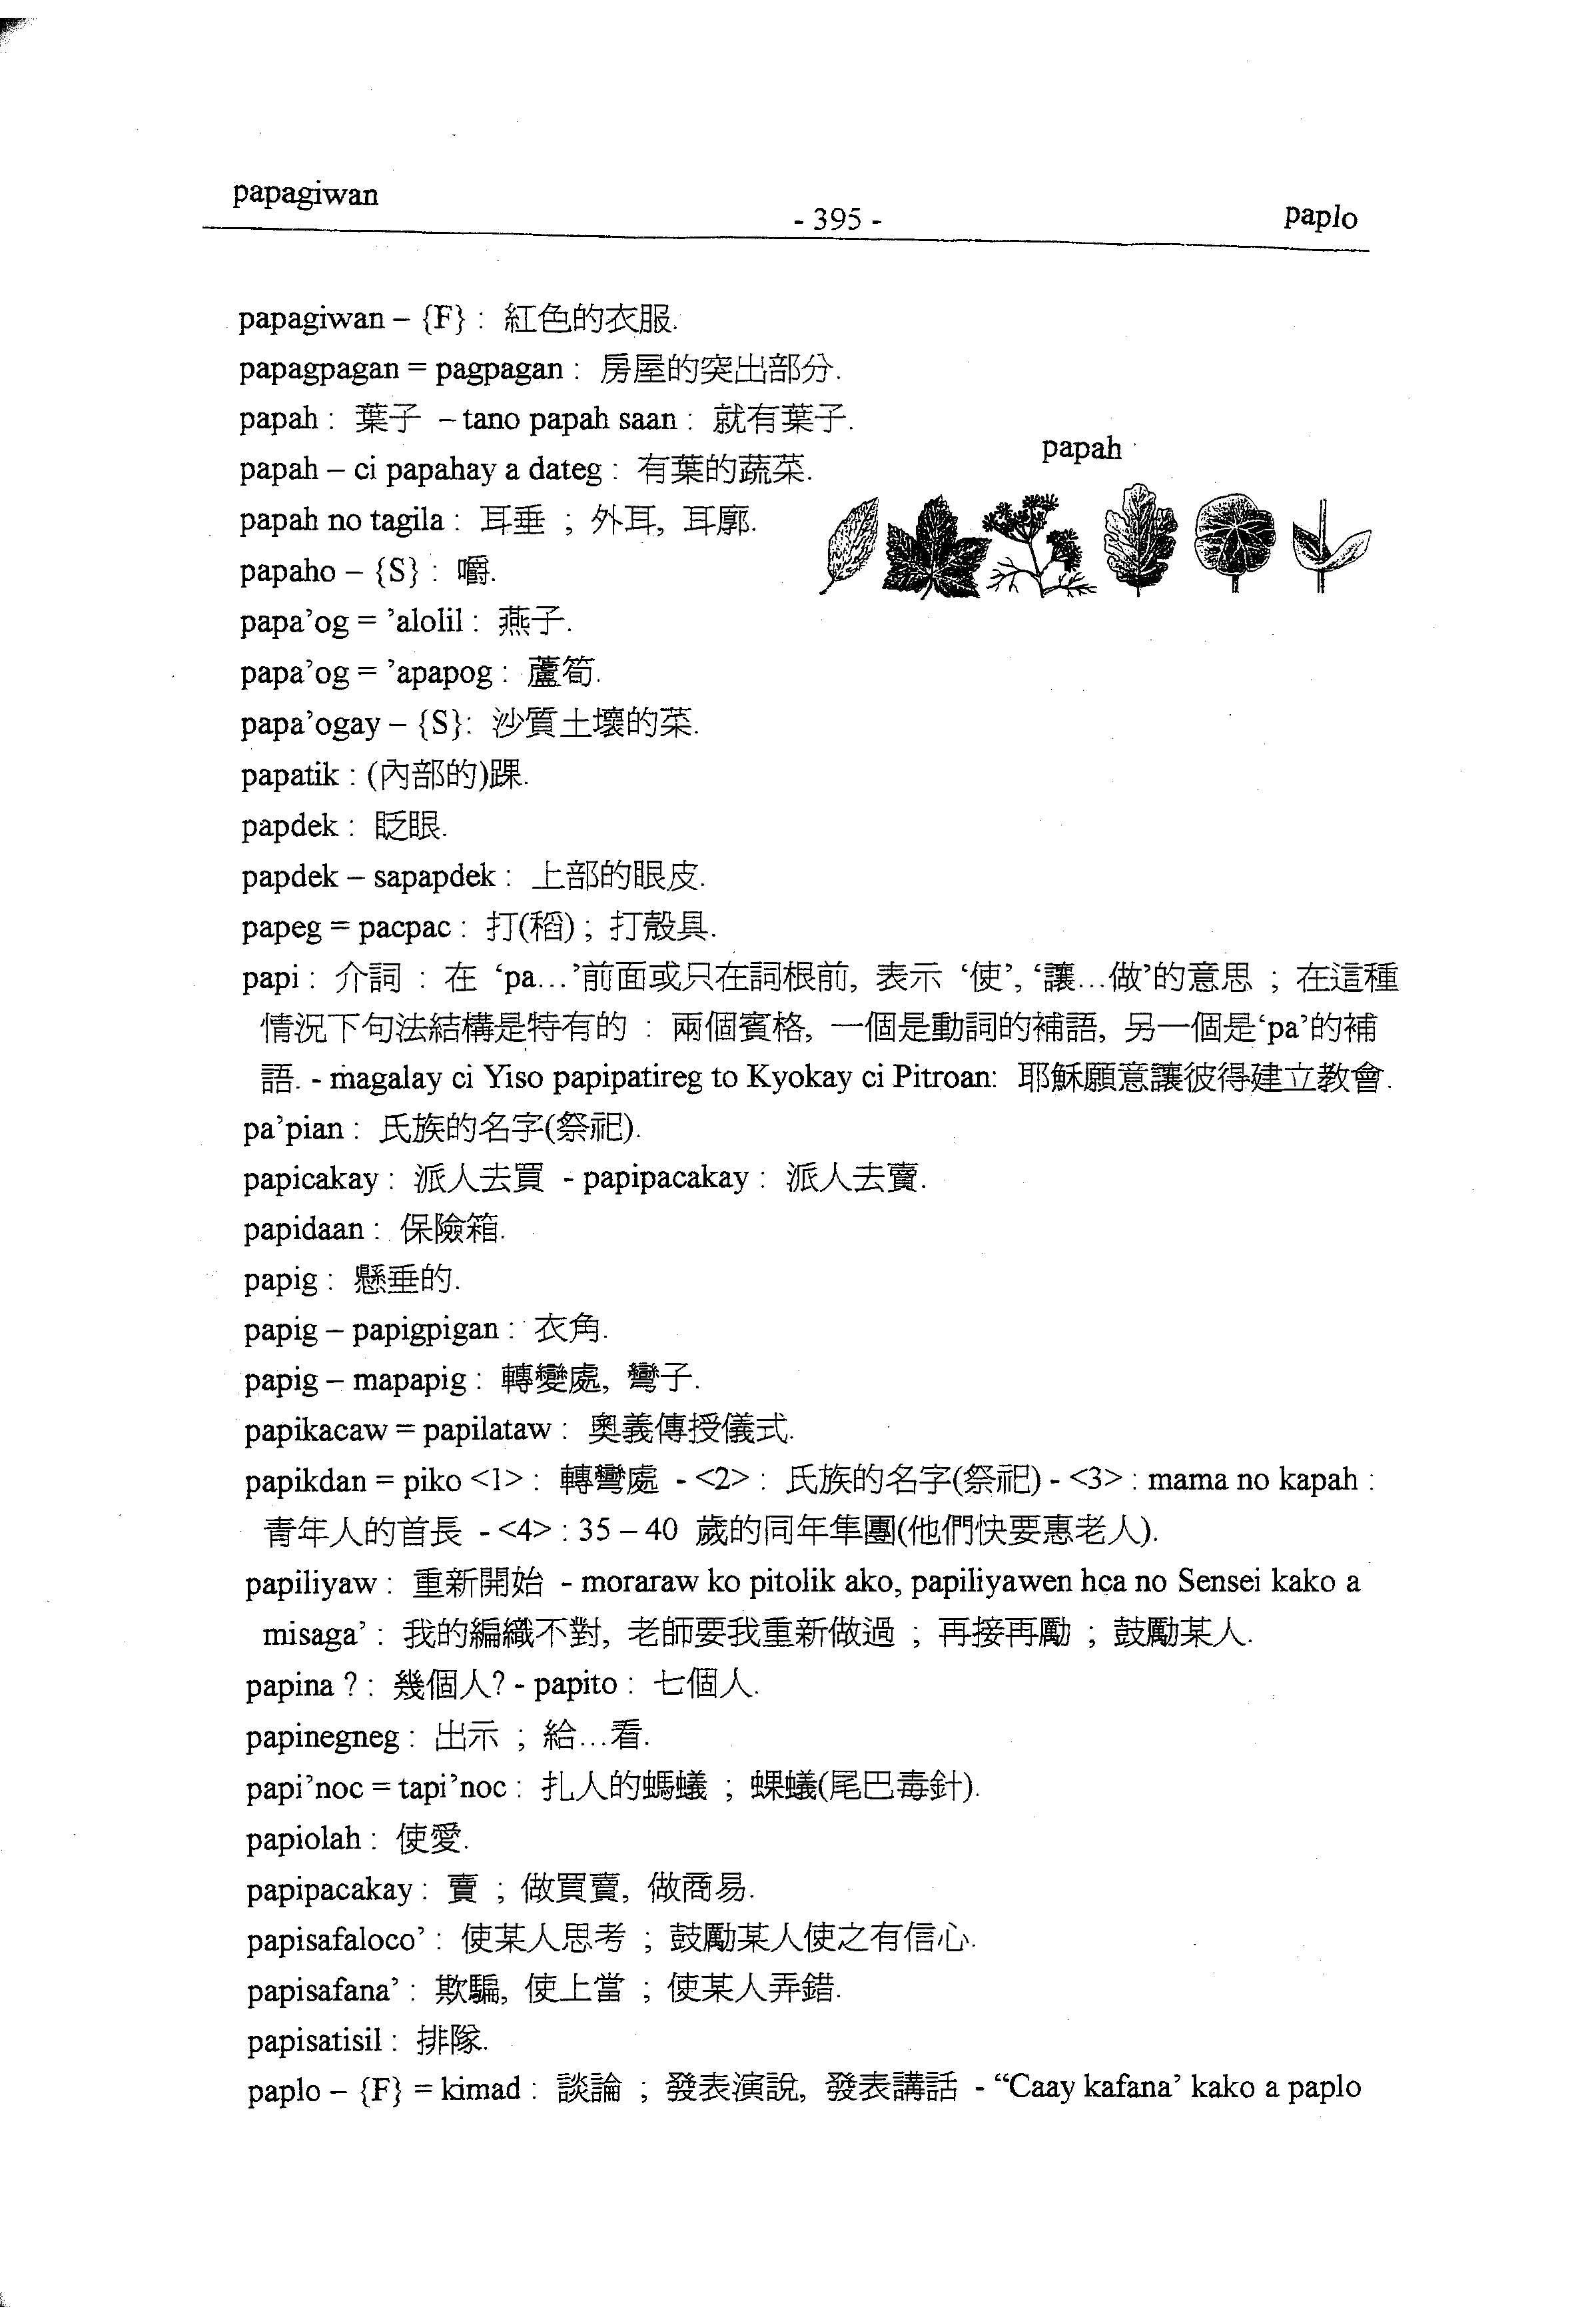 papagiwan
- 395 -
paplo
papagiwan – {F} : 紅色的衣服.
papagpagan = pagpagan : 房屋的突出部分.
papah : 葉子 – tano papah saan : 就有葉子.
papah – ci papahay a dateg : 有葉的蔬菜.
papah
papah no tagila : 耳垂 ; 外耳, 耳廓.
papaho – {S} : 嚼.
papa’og = ’alolil : 燕子.
papa’og = ’apapog : 蘆筍.
papa’ogay – {S}: 沙質土壤的菜.
papatik : (內部的)踝.
papdek : 眨眼.
papdek – sapapdek : 上部的眼皮.
papeg = pacpac : 打(稻) ; 打殼具.
papi : 介詞 : 在 ‘pa…’前面或只在詞根前, 表示 ‘使’, ‘讓…做’的意思 ; 在這種
情況下句法結構是特有的 : 兩個賓格, 一個是動詞的補語, 另一個是‘pa’的補
語. - magalay ci Yiso papipatireg to Kyokay ci Pitroan: 耶穌願意讓彼得建立教會.
pa’pian : 氏族的名字(祭祀).
papicakay : 派人去買 - papipacakay : 派人去賣.
papidaan : 保險箱.
papig : 懸垂的.
papig – papigpigan : 衣角.
papig – mapapig : 轉變處, 彎子.
papikacaw = papilataw : 奧義傳授儀式.
papikdan = piko <1> : 轉彎處 - <2> : 氏族的名字(祭祀) - <3> : mama no kapah :
青年人的首長 - <4> : 35 – 40 歲的同年隼團(他們快要惠老人).
papiliyaw : 重新開始 - moraraw ko pitolik ako, papiliyawen hca no Sensei kako a
misaga’ : 我的編織不對, 老師要我重新做過 ; 再接再勵 ; 鼓勵某人.
papina ? : 幾個人? - papito : 七個人.
papinegneg : 出示 ; 給…看.
papi’noc = tapi’noc : 扎人的螞蟻 ; 蜾蟻(尾巴毒針).
papiolah : 使愛.
papipacakay : 賣 ; 做買賣, 做商易.
papisafaloco’ : 使某人思考 ; 鼓勵某人使之有信心.
papisafana’ : 欺騙, 使上當 ; 使某人弄錯.
papisatisil : 排隊.
paplo – {F} = kimad : 談論 ; 發表演說, 發表講話 - “Caay kafana’ kako a paplo